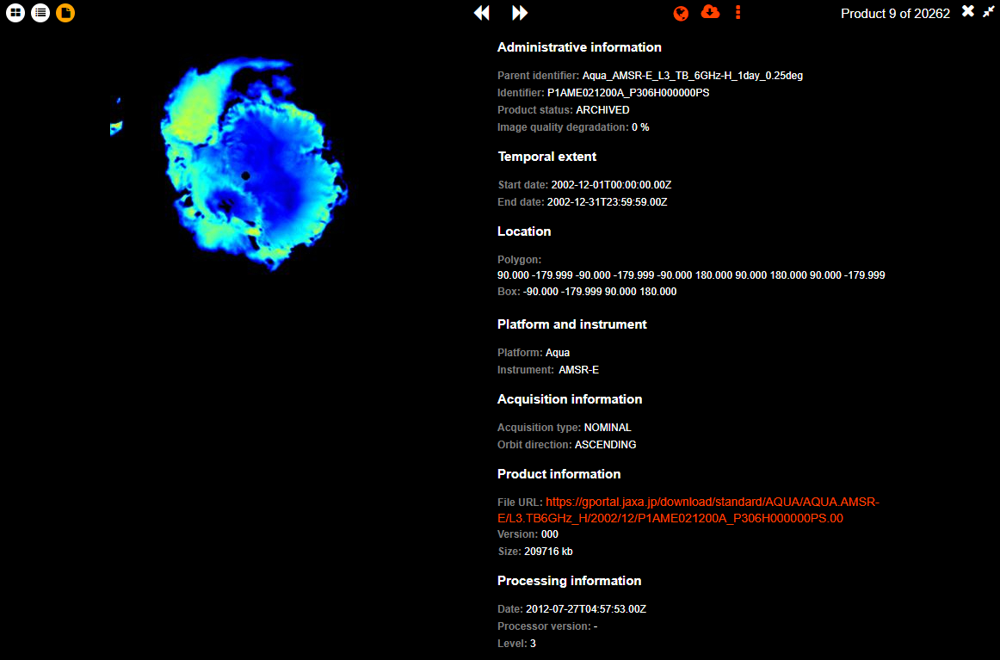 Product 9 of 20262
Administrative information
Parent identifier: Aqua_AMSR-E_L3_TB_6GHz-H_1day_0.25deg
Identifier: P1AME021200A_P306H000000PS
Product status: ARCHIVED
Image quality degradation: 0 %
Temporal extent
Start date: 2002-12-01T00:00:00.00Z
End date: 2002-12-31T23:59:59.00Z
Location
Polygon:
90.000 -179.999 -90.000 -179.999 -90.000 180.000 90.000 180.000 90.000 -179.999
Box: -90.000 -179.999 90.000 180.000
Platform and instrument
Platform: Aqua
Instrument: AMSR-E
Acquisition information
Acquisition type: NOMINAL
Orbit direction: ASCENDING
Product information
File URL: https://gportal.jaxa.jp/download/standard/AQUA/AQUA.AMSR-
E/L3.TB6GHz_H/2002/12/P1AME021200A_P306H000000PS.00
Version: 000
Size: 209716 kb
Processing information
Date: 2012-07-27T04:57:53.00Z
Processor version: -
Level: 3